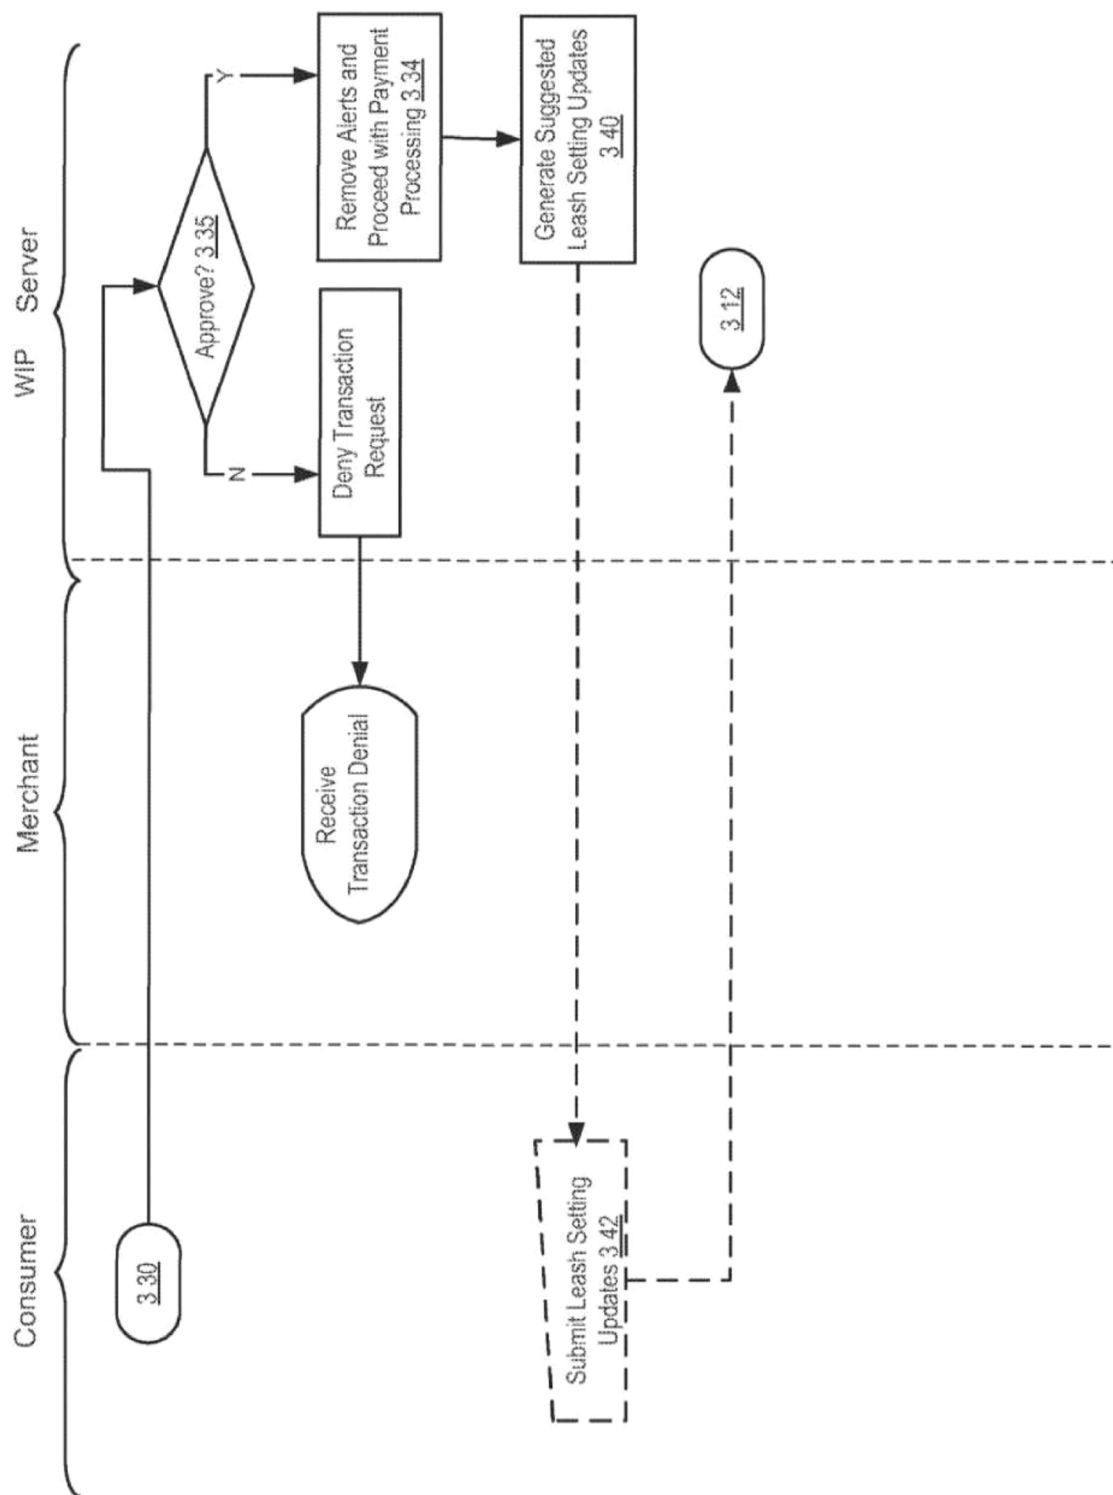 Consumer
Merchant
WIP Server
3.30
Approve? 3.35
Y
N
Remove Alerts and
Proceed with Payment
Processing 3.34
Deny Transaction
Request
Receive
Transaction Denial
Generate Suggested
Leash Setting Updates
3.40
Submit Leash Setting
Updates 3.42
3.12